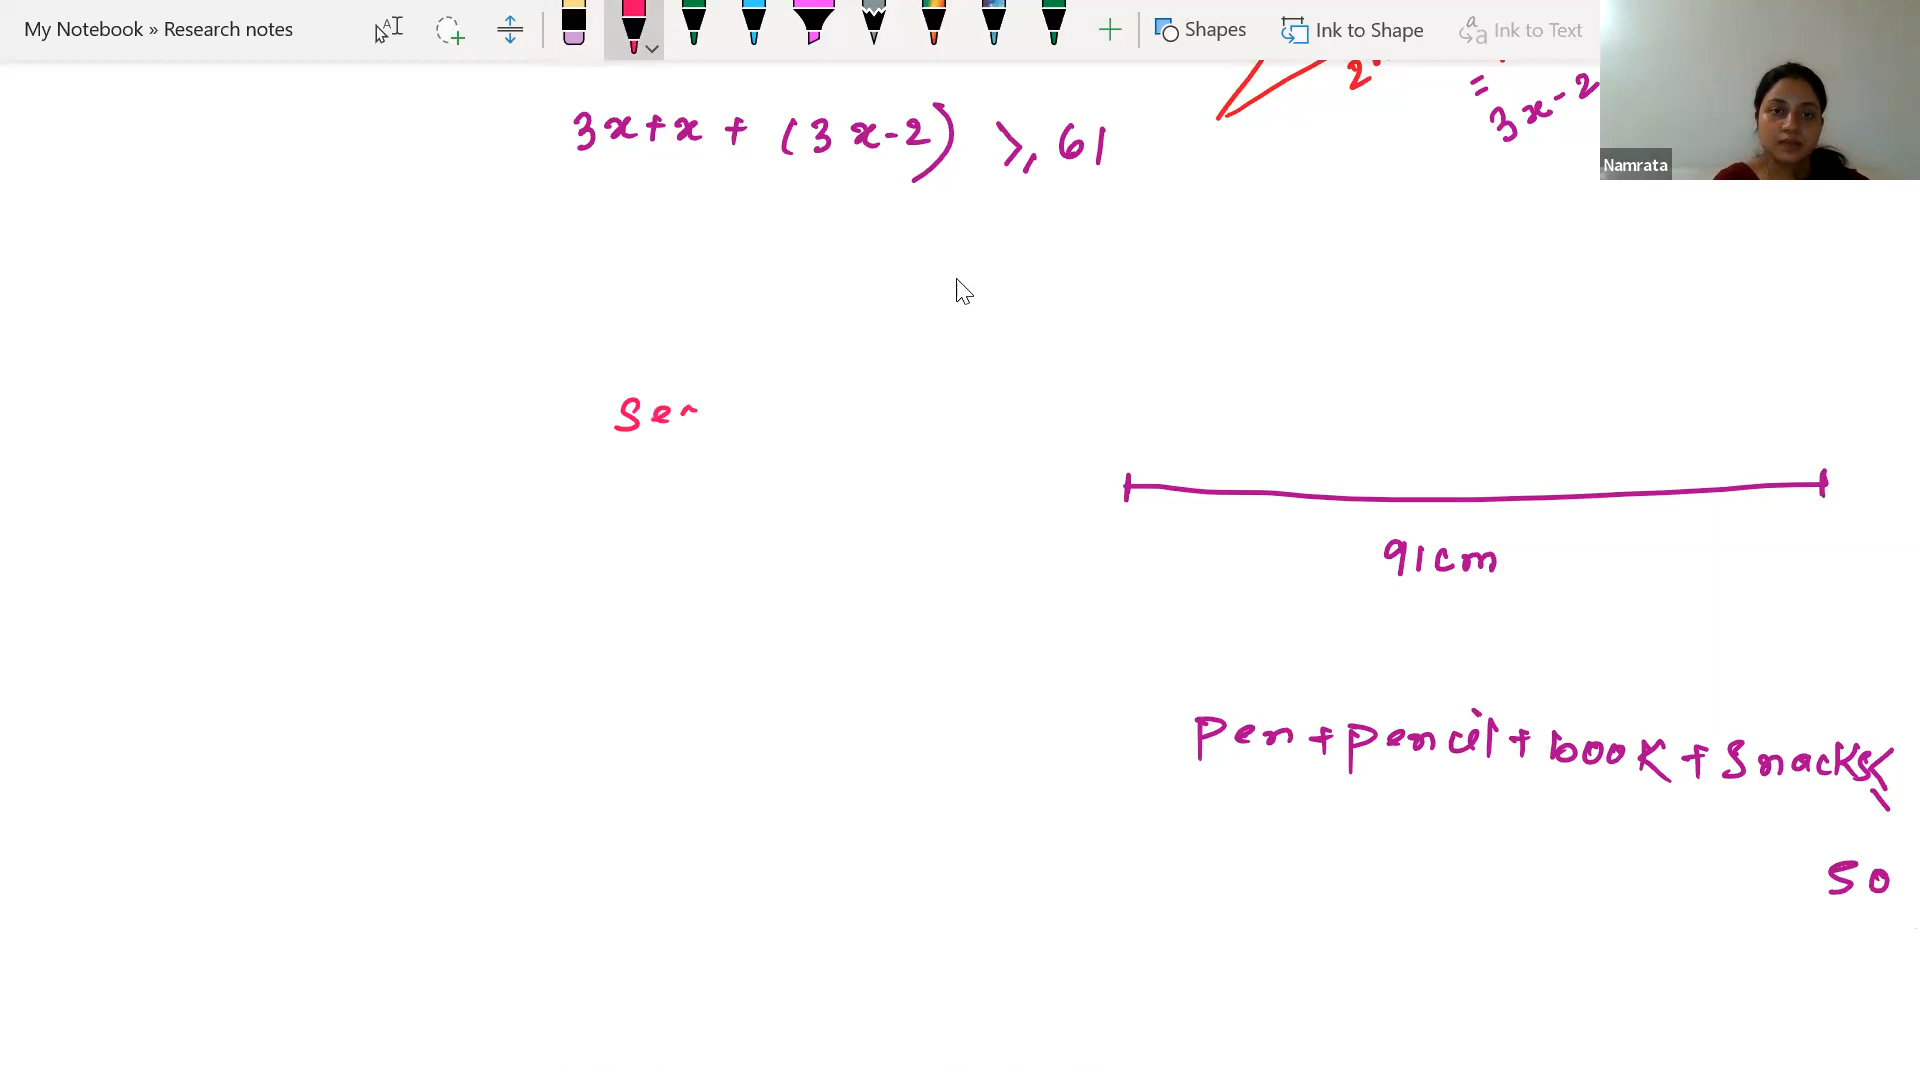 My Notebook » Research notes
Shapes
Ink to Shape
Ink to Text
Namrata
= 3x-2
3x+x + (3x-2) ≥ 61
91cm
Pen + pencil + book + snacks ≤
50